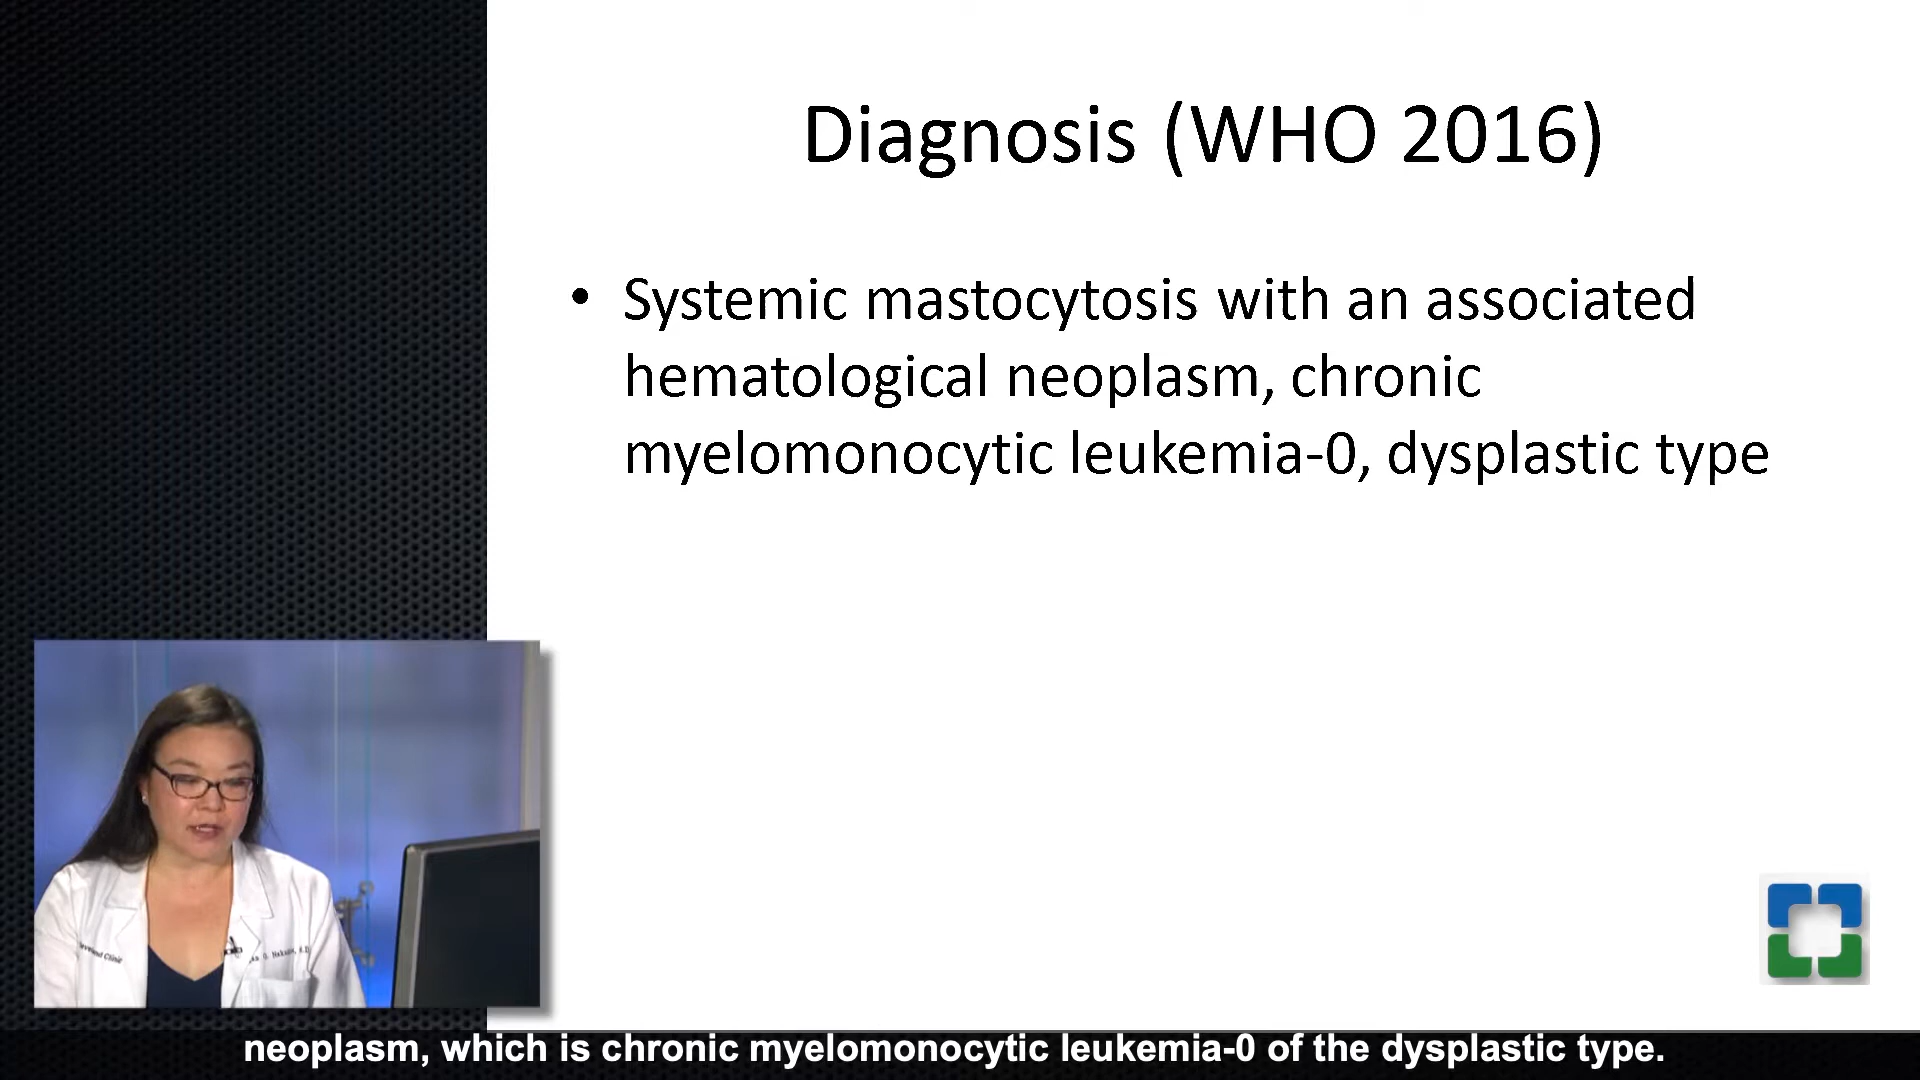 Diagnosis (WHO 2016)
• Systemic mastocytosis with an associated
hematological neoplasm, chronic
myelomonocytic leukemia-0, dysplastic type
Clinic
neoplasm, which is chronic myelomonocytic leukemia-0 of the dysplastic type.